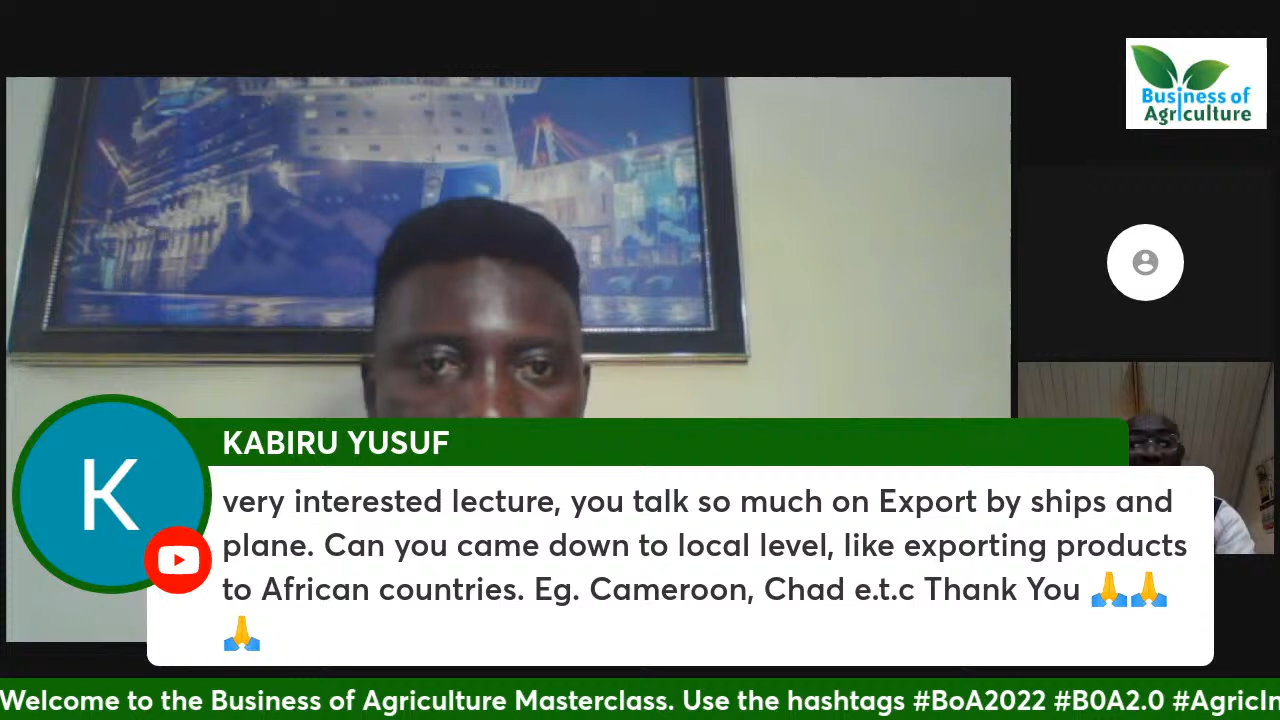 Business of
Agriculture
KABIRU YUSUF
K
very interested lecture, you talk so much on Export by ships and
plane. Can you came down to local level, like exporting products
to African countries. Eg. Cameroon, Chad e.t.c Thank You 🙏🙏
🙏
Welcome to the Business of Agriculture Masterclass. Use the hashtags #BoA2022 #B0A2.0 #AgricIn